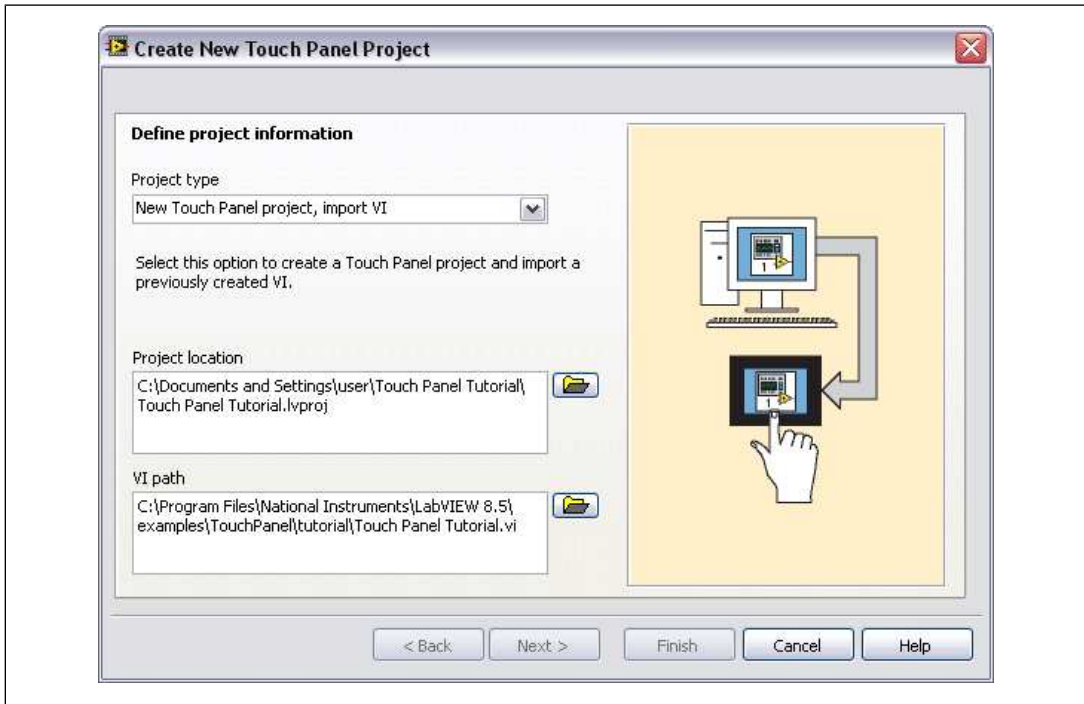 Create New Touch Panel Project
Define project information
Project type
New Touch Panel project, import VI
Select this option to create a Touch Panel project and import a
previously created VI.
Project location
C:\Documents and Settings\user\Touch Panel Tutorial\
Touch Panel Tutorial.lvproj
VI path
C:\Program Files\National Instruments\LabVIEW 8.5\
examples\TouchPanel\tutorial\Touch Panel Tutorial.vi
1
1
< Back Next > Finish Cancel Help